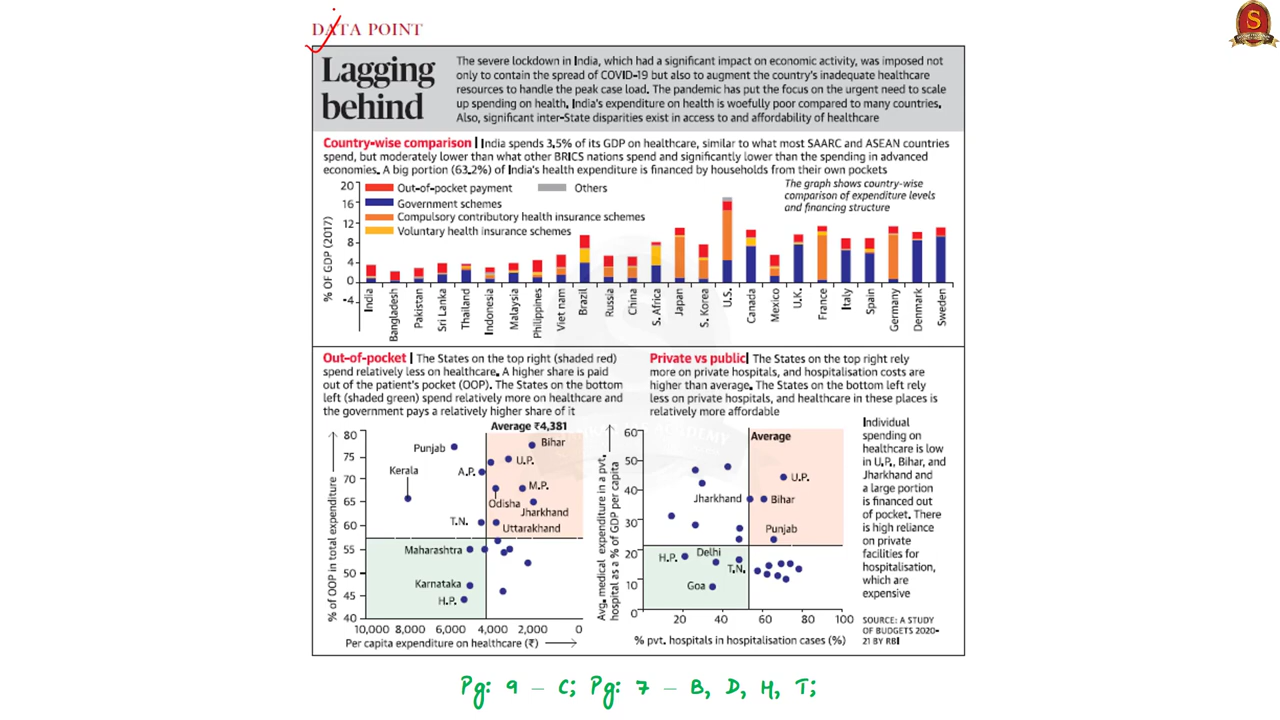 DATA POINT
Lagging
behind
The severe lockdown in India, which had a significant impact on economic activity, was imposed not
only to contain the spread of COVID-19 but also to augment the country's inadequate healthcare
resources to handle the peak case load. The pandemic has put the focus on the urgent need to scale
up spending on health. India's expenditure on health is woefully poor compared to many countries.
Also, significant inter-State disparities exist in access to and affordability of healthcare
Country-wise comparison | India spends 3.5% of its GDP on healthcare, similar to what most SAARC and ASEAN countries
spend, but moderately lower than what other BRICS nations spend and significantly lower than the spending in advanced
economies. A big portion (63.2%) of India's health expenditure is financed by households from their own pockets
The graph shows country-wise
comparison of expenditure levels
and financing structure
Out-of-pocket payment
Others
Government schemes
Compulsory contributory health insurance schemes
Voluntary health insurance schemes
% OF GDP (2017)
20
16
12
8
4
0
-4
India
Bangladesh
Pakistan
Sri Lanka
Thailand
Indonesia
Malaysia
Philippines
Viet nam
Brazil
Russia
China
S. Africa
Japan
S. Korea
U.S.
Canada
Mexico
U.K.
France
Italy
Spain
Germany
Denmark
Sweden
Out-of-pocket | The States on the top right (shaded red)
spend relatively less on healthcare. A higher share is paid
out of the patient's pocket (OOP). The States on the bottom
left (shaded green) spend relatively more on healthcare and
the government pays a relatively higher share of it
Average ₹4,381
% of OOP in total expenditure
80
75
70
65
60
55
50
45
40
Punjab
Bihar
Kerala
A.P.
U.P.
M.P.
Odisha
Jharkhand
T.N.
Uttarakhand
Maharashtra
Karnataka
H.P.
10,000 8,000 6,000 4,000 2,000 0
Per capita expenditure on healthcare (₹)
Private vs public| The States on the top right rely
more on private hospitals, and hospitalisation costs are
higher than average. The States on the bottom left rely
less on private hospitals, and healthcare in these places is
relatively more affordable
Avg. medical expenditure in a pvt.
hospital as a % of GDP per capita
60
50
40
30
20
10
0
Average
U.P.
Jharkhand
Bihar
Punjab
H.P.
Delhi
T.N.
Goa
20 40 60 80 100
% pvt. hospitals in hospitalisation cases (%)
Individual
spending on
healthcare is low
in U.P., Bihar, and
Jharkhand and
a large portion
is financed out
of pocket. There
is high reliance
on private
facilities for
hospitalisation,
which are
expensive
SOURCE: A STUDY
OF BUDGETS 2020-
21 BY RBI
Pg: 9 - C; Pg: 7 - B, D, H, T;